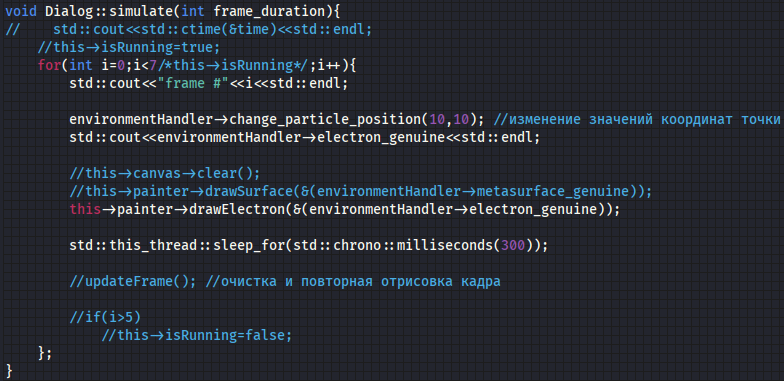 void Dialog::simulate(int frame_duration){
//    std::cout<<std::ctime(&time)<<std::endl;
    //this->isRunning=true;
    for(int i=0;i<7/*this->isRunning*/;i++){
        std::cout<<"frame #"<<i<<std::endl;

        environmentHandler->change_particle_position(10,10); //изменение значений координат точки
        std::cout<<environmentHandler->electron_genuine<<std::endl;

        //this->canvas->clear();
        //this->painter->drawSurface(&(environmentHandler->metasurface_genuine));
        this->painter->drawElectron(&(environmentHandler->electron_genuine));

        std::this_thread::sleep_for(std::chrono::milliseconds(300));

        //updateFrame(); //очистка и повторная отрисовка кадра

        //if(i>5)
            //this->isRunning=false;
    };
}